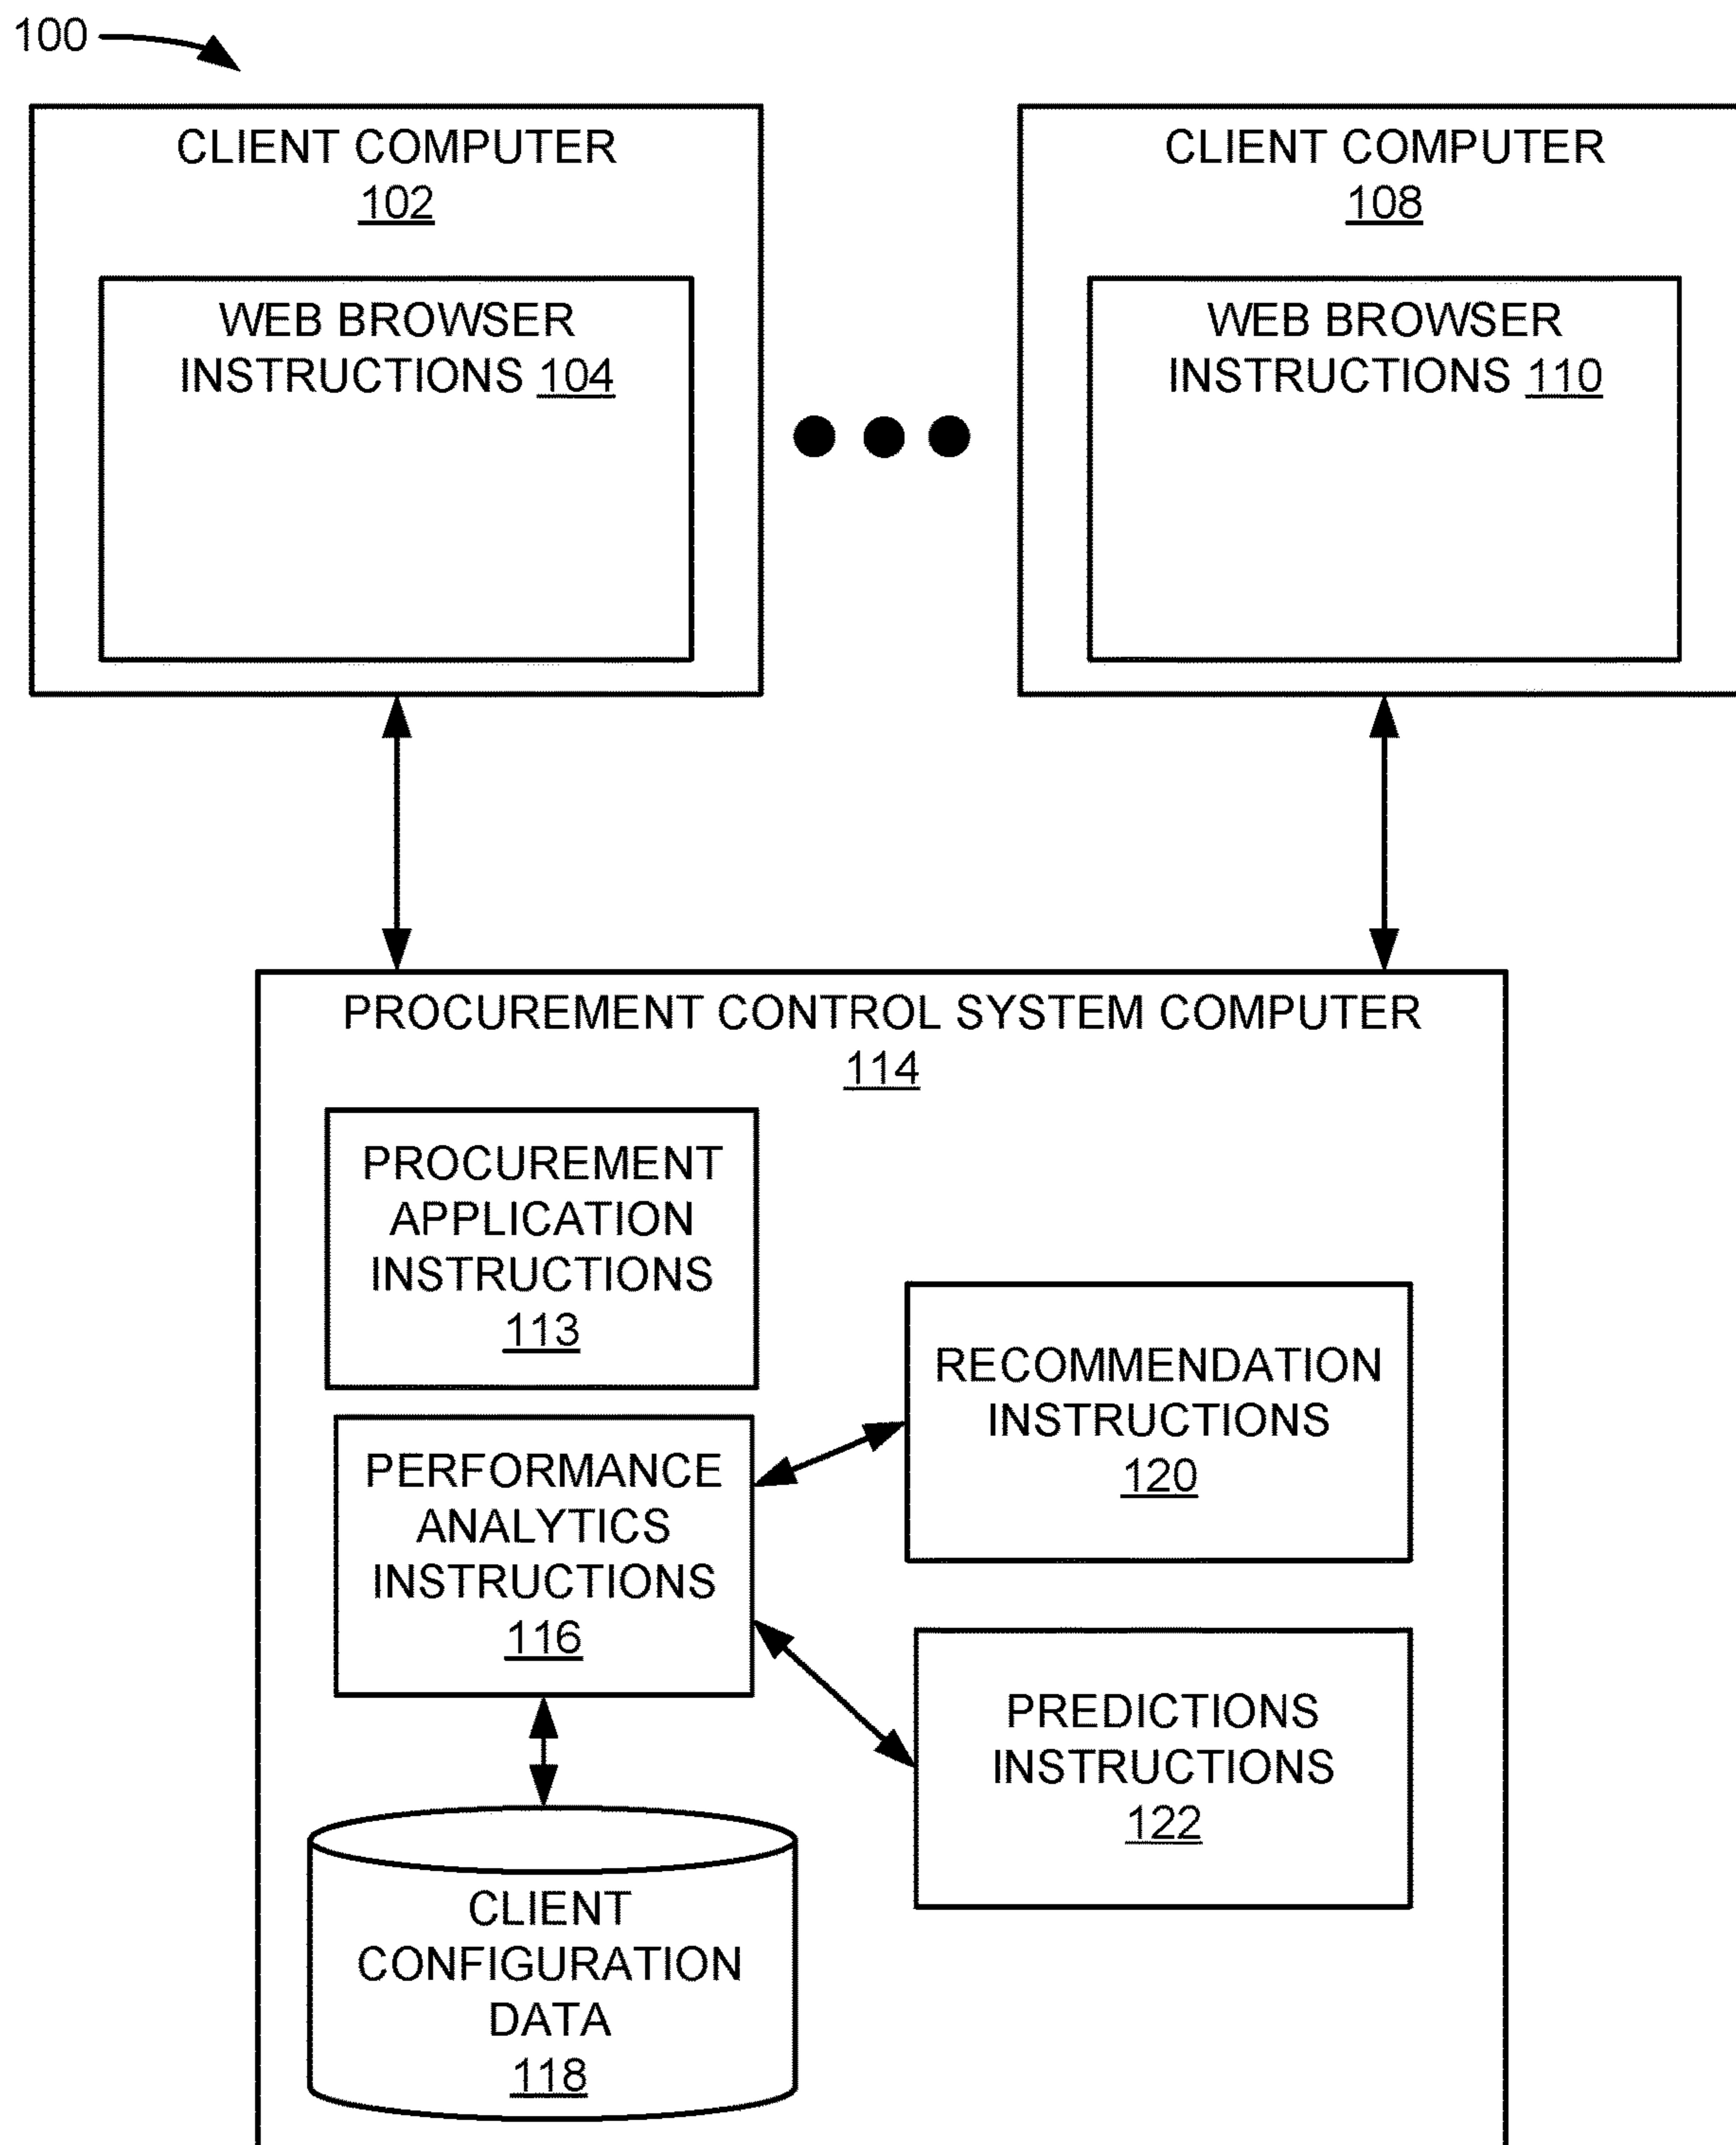 100
CLIENT COMPUTER
102
WEB BROWSER
INSTRUCTIONS 104
CLIENT COMPUTER
108
WEB BROWSER
INSTRUCTIONS 110
PROCUREMENT CONTROL SYSTEM COMPUTER
114
PROCUREMENT
APPLICATION
INSTRUCTIONS
113
RECOMMENDATION
INSTRUCTIONS
120
PERFORMANCE
ANALYTICS
INSTRUCTIONS
116
PREDICTIONS
INSTRUCTIONS
122
CLIENT
CONFIGURATION
DATA
118